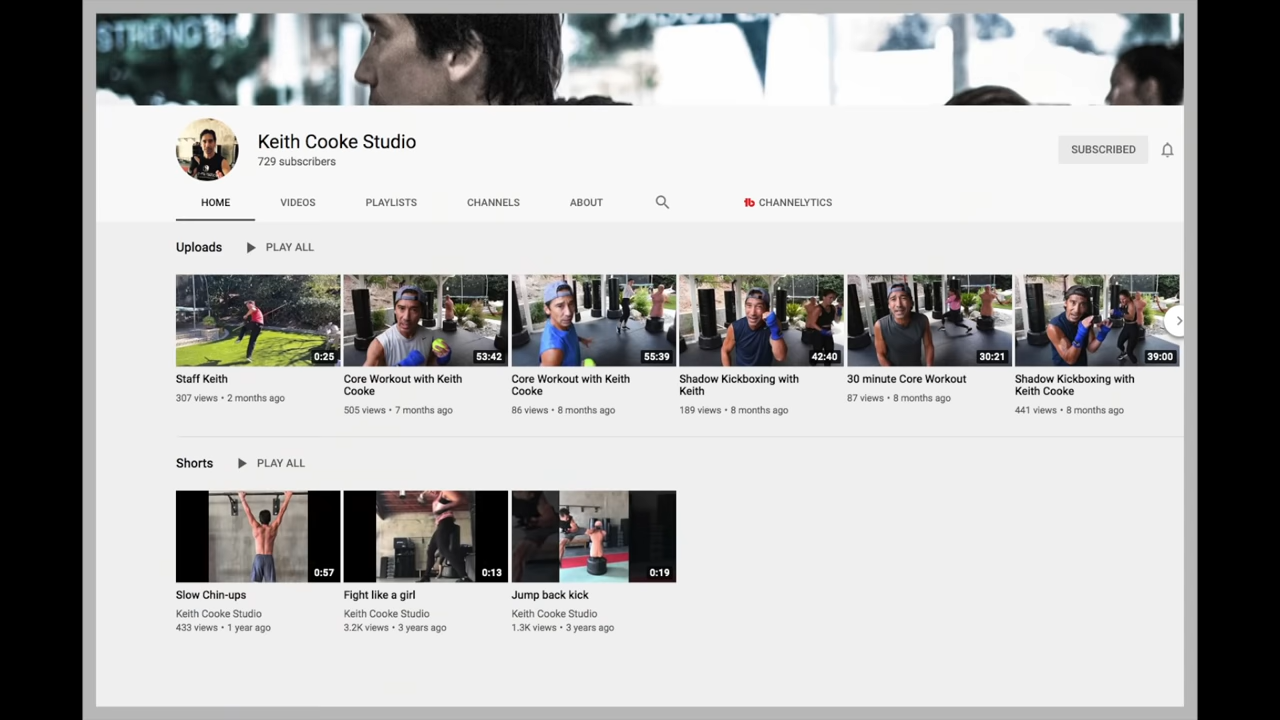 STRENGTH
Keith Cooke Studio
729 subscribers
SUBSCRIBED
HOME
VIDEOS
PLAYLISTS
CHANNELS
ABOUT
CHANNELYTICS
Uploads
PLAY ALL
0:25
53:42
55:39
42:40
30:21
39:00
Staff Keith
307 views • 2 months ago
Core Workout with Keith
Cooke
505 views • 7 months ago
Core Workout with Keith
Cooke
86 views • 8 months ago
Shadow Kickboxing with
Keith
189 views • 8 months ago
30 minute Core Workout
87 views • 8 months ago
Shadow Kickboxing with
Keith Cooke
441 views • 8 months ago
Shorts
PLAY ALL
0:57
0:13
0:19
Slow Chin-ups
Keith Cooke Studio
433 views • 1 year ago
Fight like a girl
Keith Cooke Studio
3.2K views • 3 years ago
Jump back kick
Keith Cooke Studio
1.3K views • 3 years ago